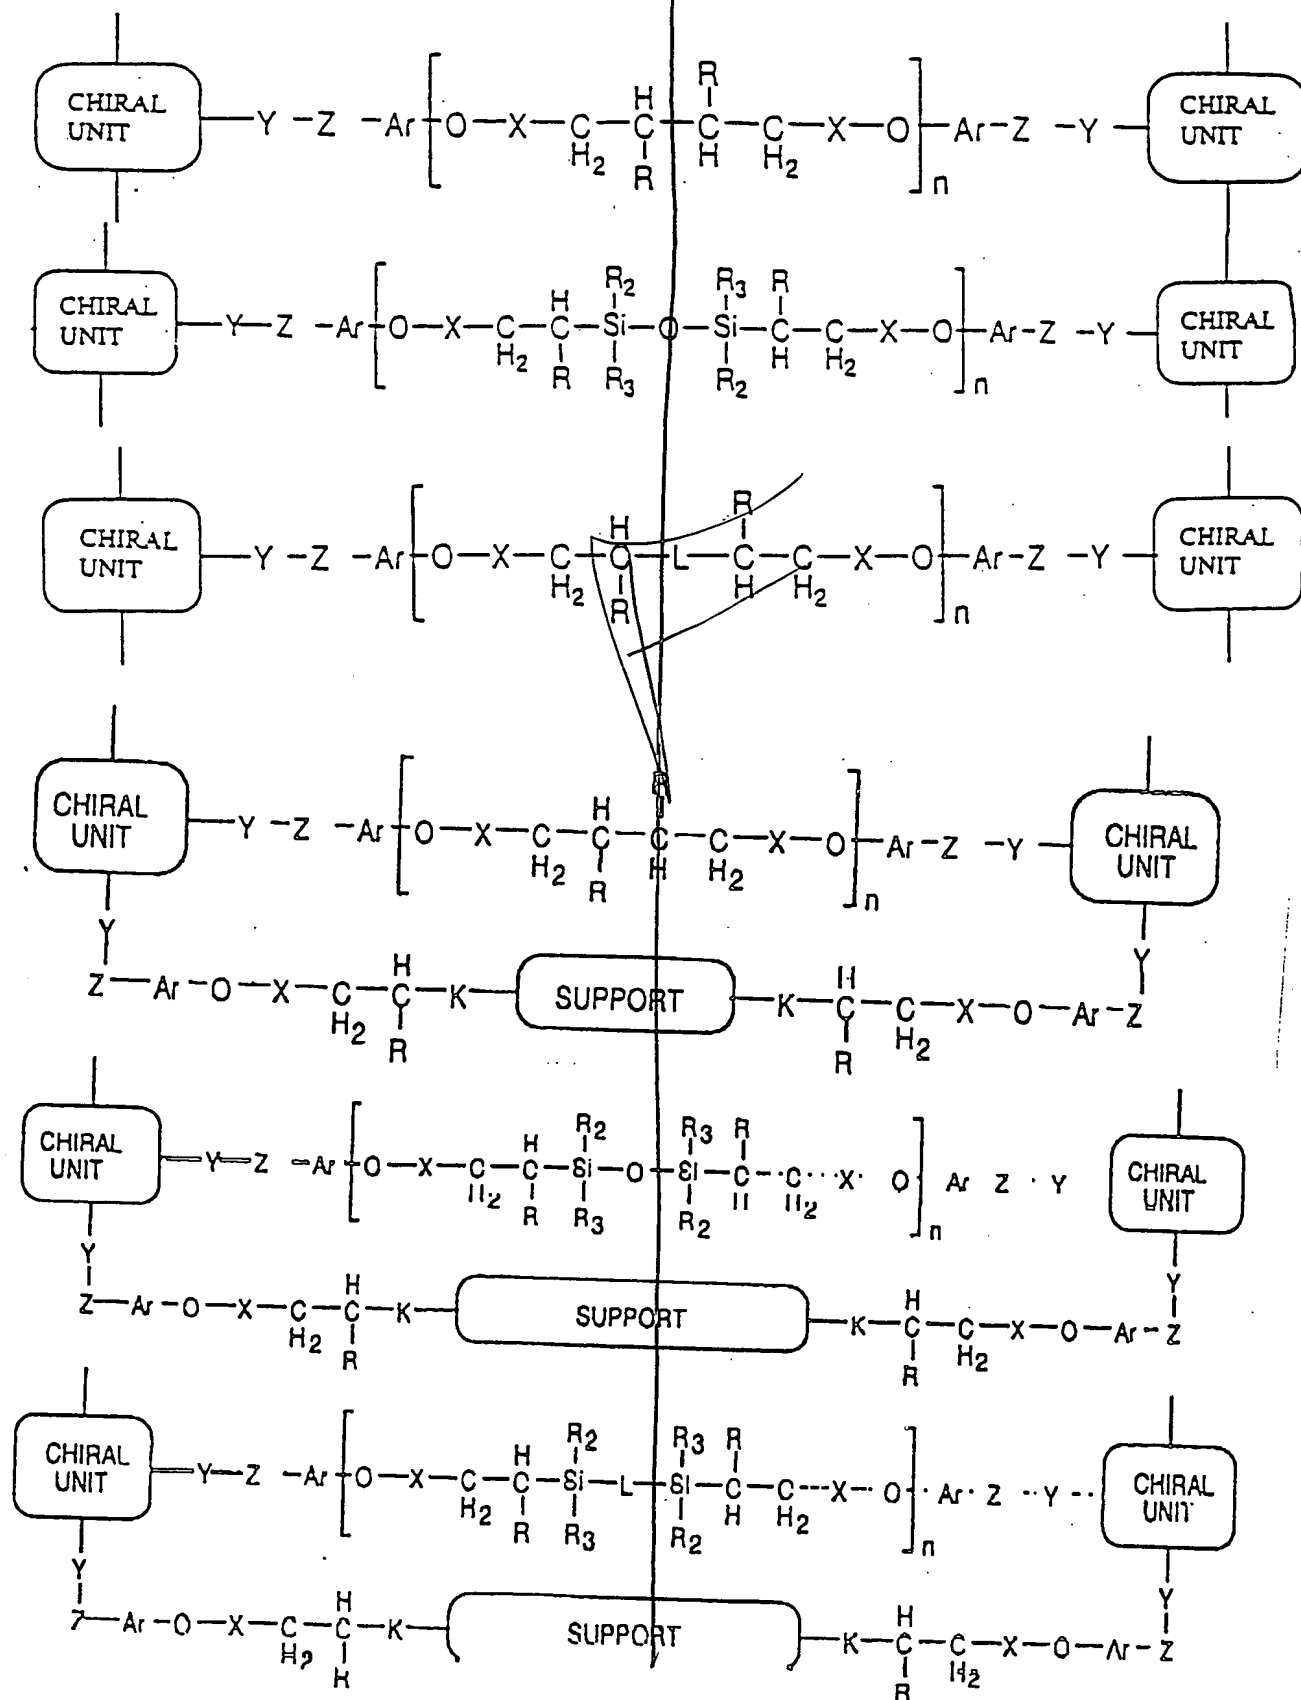 R
H
CHIRAL UNIT —Y—Z—Ar[O—X—C—C—C—C—X—O]Ar—Z—Y— CHIRAL UNIT
H2 H H2
R
n
R2 R3 R
H
CHIRAL UNIT —Y—Z—Ar[O—X—C—C—Si—O—Si—C—C—X—O]Ar—Z—Y— CHIRAL UNIT
H2 H H2
R R3 R2
n
R
H
CHIRAL UNIT —Y—Z—Ar[O—X—C—C—L—C—C—X—O]Ar—Z—Y— CHIRAL UNIT
H2 H H2
R
n
H
CHIRAL UNIT —Y—Z—Ar[O—X—C—C—C—C—X—O]Ar—Z—Y— CHIRAL UNIT
H2 H H2
R
n
Y Y
H H
Z—Ar—O—X—C—C—K— SUPPORT —K—C—C—X—O—Ar—Z
H2 H2
R R
R2 R3 R
H
CHIRAL UNIT =Y=Z—Ar[O—X—C—C—Si—O—Si—C—C···X· O] Ar Z · Y CHIRAL UNIT
H2 H H2
R R3 R2
n
Y Y
H H
Z—Ar—O—X—C—C—K— SUPPORT —K—C—C—X—O—Ar—Z
H2 H2
R R
R2 R3 R
H
CHIRAL UNIT =Y—Z—Ar[O—X—C—C—Si—L—Si—C—C---X--O]·Ar·Z··Y-·· CHIRAL UNIT
H2 H H2
R R3 R2
n
Y Y
H H
Z—Ar—O—X—C—C—K— SUPPORT —K—C—C—X—O—Ar—Z
H2 H2
R R